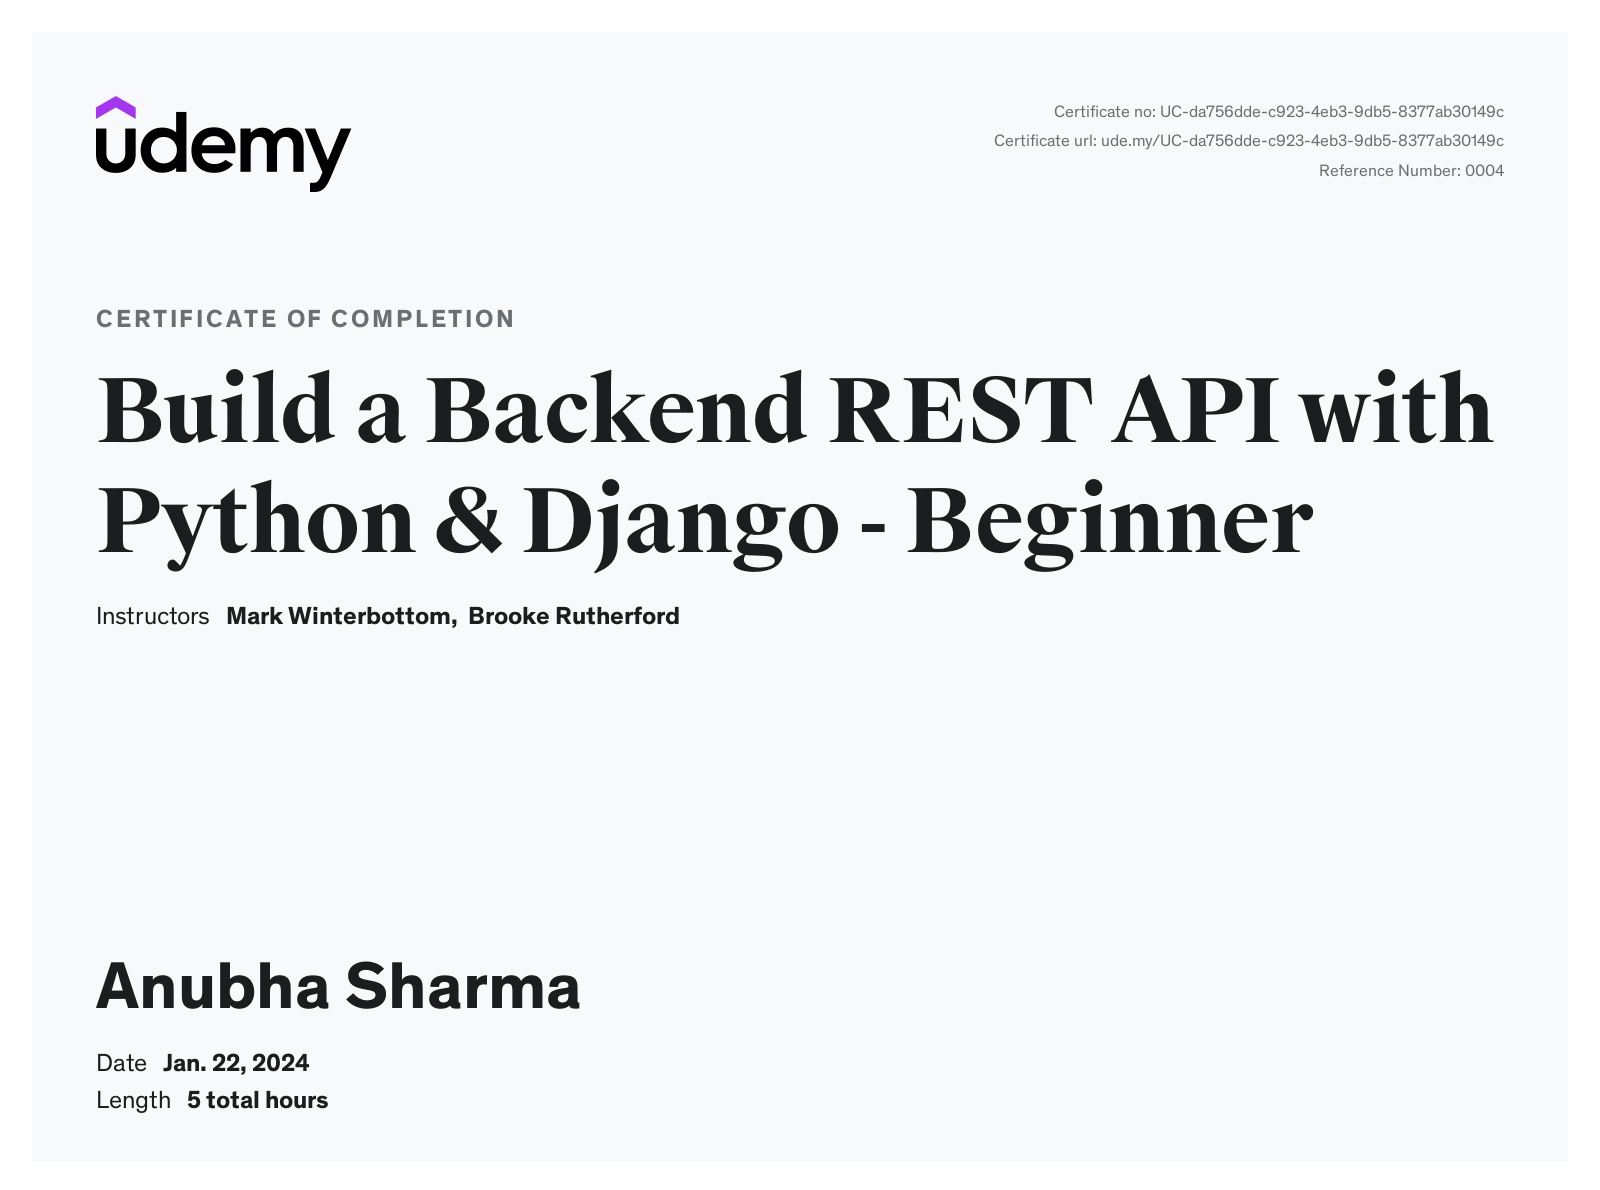 udemy
Certificate no: UC-da756dde-c923-4eb3-9db5-8377ab30149c
Certificate url: ude.my/UC-da756dde-c923-4eb3-9db5-8377ab30149c
Reference Number: 0004
CERTIFICATE OF COMPLETION
Build a Backend REST API with
Python & Django - Beginner
Instructors Mark Winterbottom, Brooke Rutherford
Anubha Sharma
Date Jan. 22, 2024
Length 5 total hours